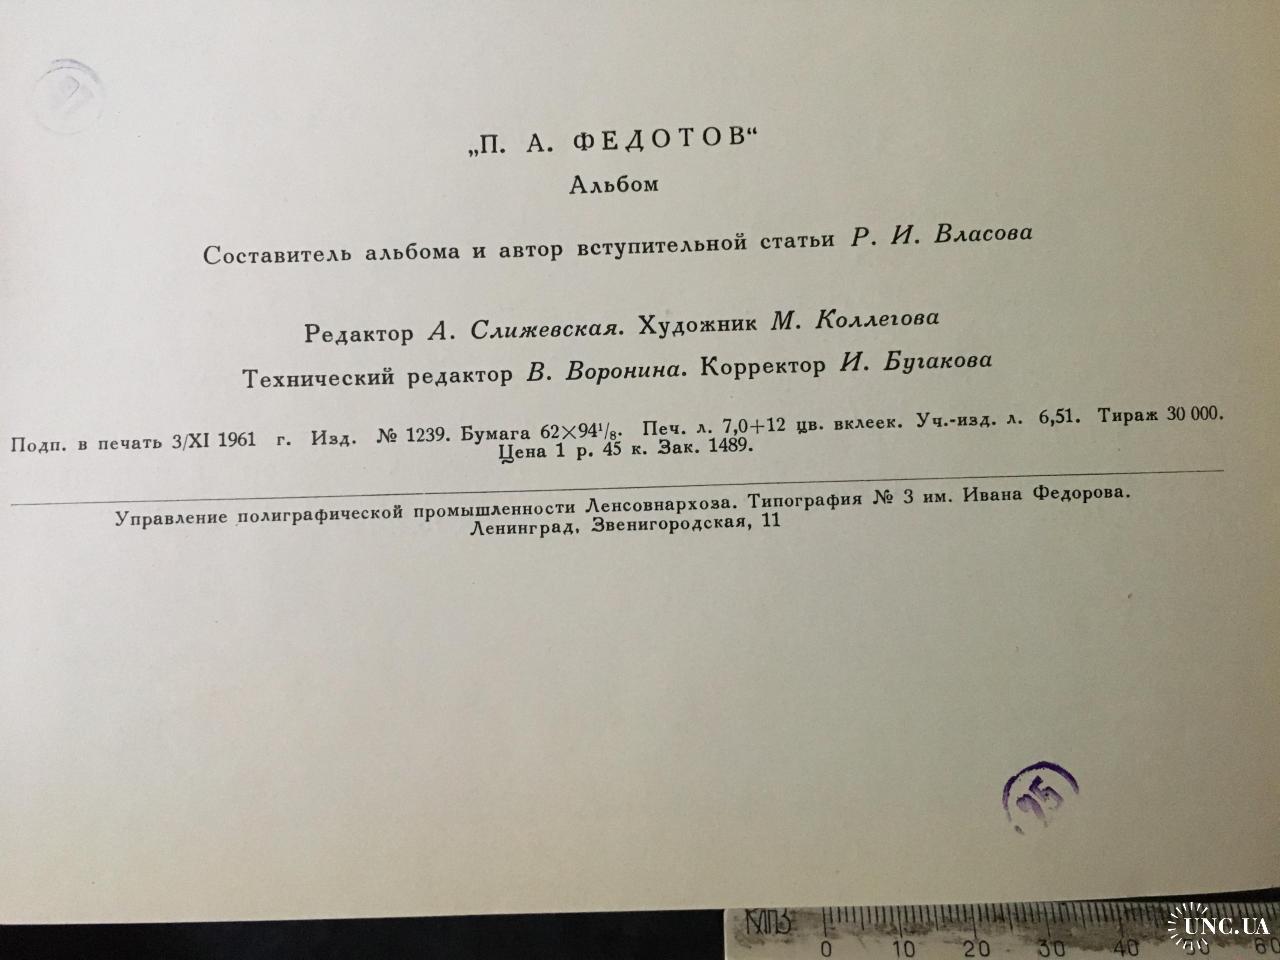 „П. А. ФЕДОТОВ“
Альбом
Составитель альбома и автор вступительной статьи Р. И. Власова
Редактор А. Слижевская. Художник М. Коллегова
Технический редактор В. Воронина. Корректор И. Бугакова
Подп. в печать 3/XI 1961 г. Изд. № 1239. Бумага 62×94¹/₈. Печ. л. 7,0+12 цв. вклеек. Уч.-изд. л. 6,51. Тираж 30 000.
Цена 1 р. 45 к. Зак. 1489.
Управление полиграфической промышленности Ленсовнархоза. Типография № 3 им. Ивана Федорова.
Ленинград, Звенигородская, 11
МПЗ
0 10 20 30 40 50 60
UNC.UA